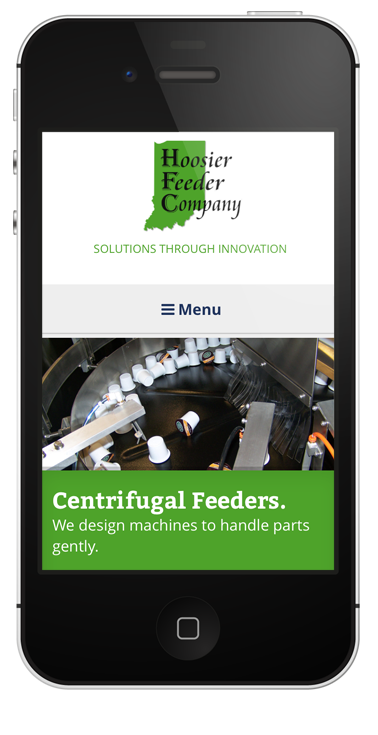 Hoosier
Feeder
Company
SOLUTIONS THROUGH INNOVATION
Menu
Centrifugal Feeders.
We design machines to handle parts
gently.